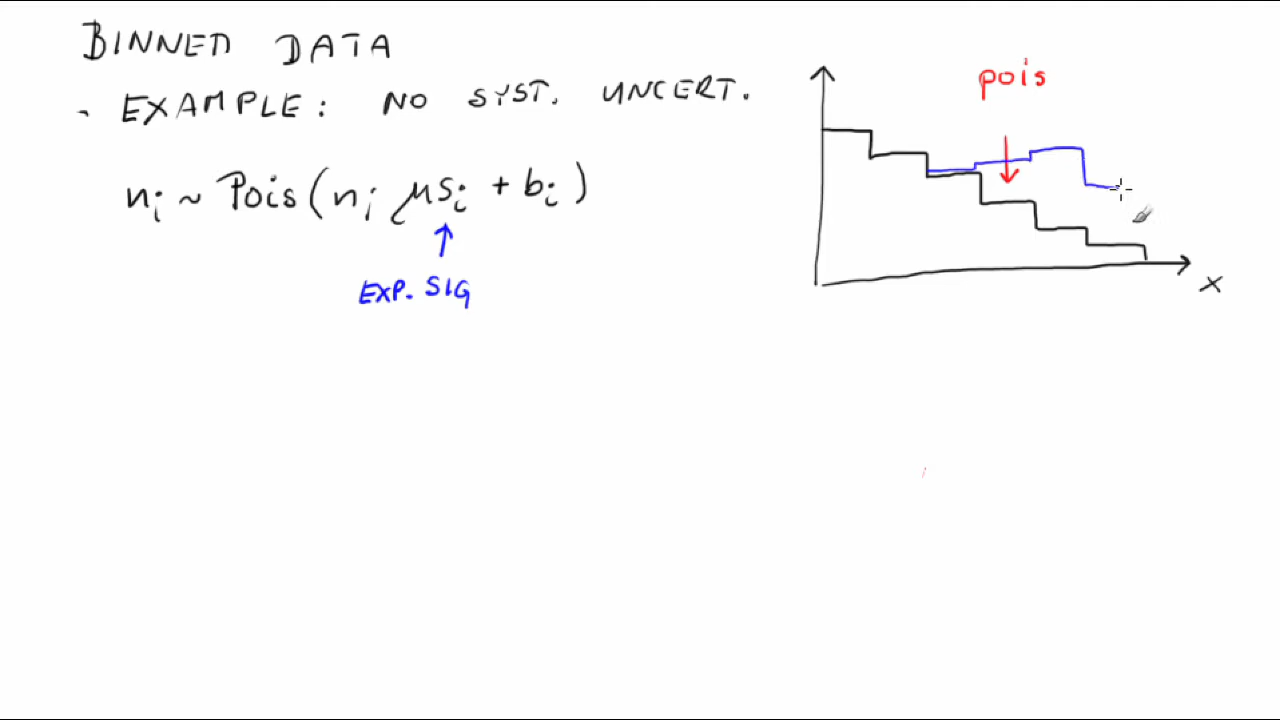 BINNED DATA
- EXAMPLE: NO SYST. UNCERT.
nᵢ ~ Pois(nᵢ μsᵢ + bᵢ)
EXP. SIG
pois
x